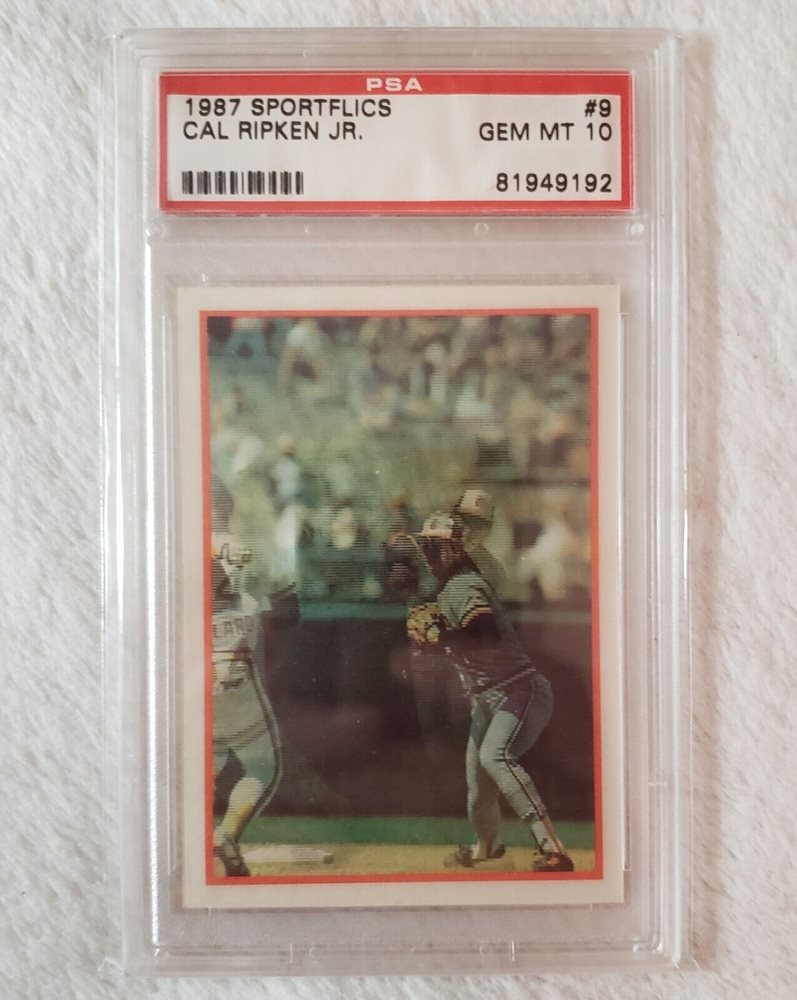 PSA
1987 SPORTFLICS #9
CAL RIPKEN JR. GEM MT 10
81949192